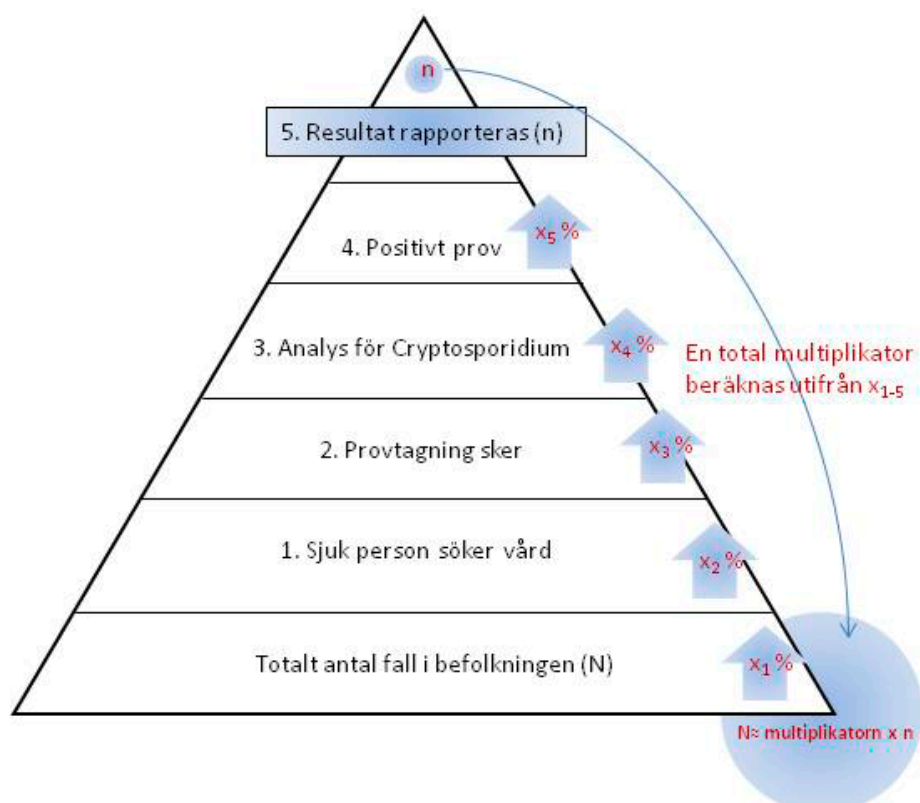 n
5. Resultat rapporteras (n)
x₅ %
4. Positivt prov
x₄ %
3. Analys för Cryptosporidium
En total multiplikator
beräknas utifrån x₁₋₅
x₃ %
2. Provtagning sker
x₂ %
1. Sjuk person söker vård
x₁ %
Totalt antal fall i befolkningen (N)
N≈ multiplikatorn x n